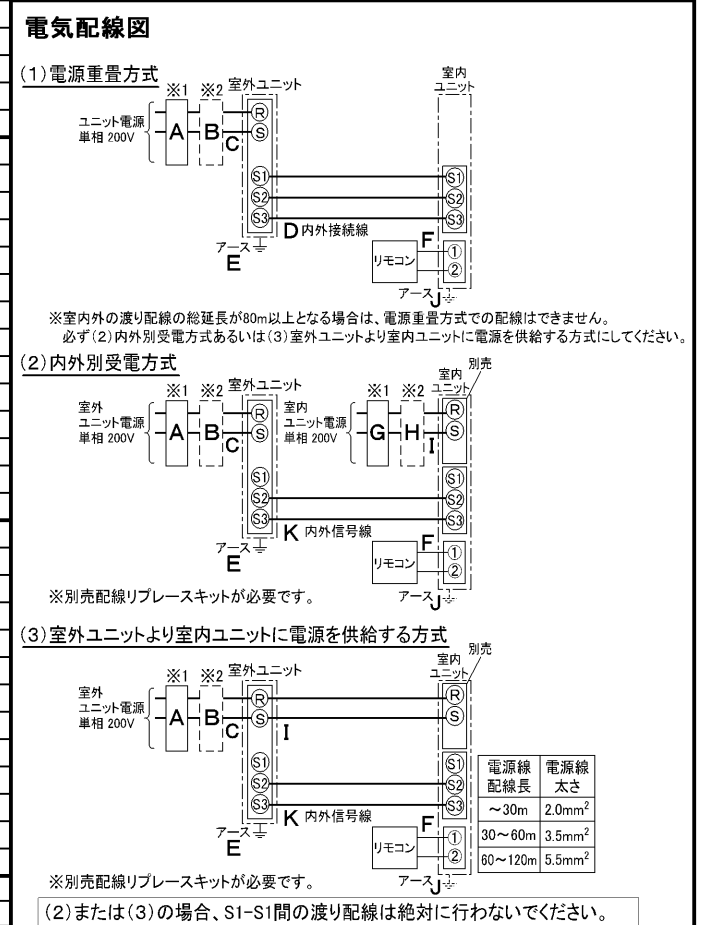 電気配線図
(1)電源重畳方式
※1 ※2 室外ユニット
室内
ユニット
ユニット電源
単相 200V
A B C
R
S
S1 S1
S2 S2
S3 S3
D 内外接続線
アース
E
リモコン
F
①
②
アース J
※室内外の渡り配線の総延長が80m以上となる場合は、電源重畳方式での配線はできません。
必ず(2)内外別受電方式あるいは(3)室外ユニットより室内ユニットに電源を供給する方式にしてください。
(2)内外別受電方式
※1 ※2 室外ユニット
※1 ※2
室内
ユニット
別売
室外
ユニット電源
単相 200V
A B C
R
S
室内
ユニット電源
単相 200V
G H I
R
S
S1 S1
S2 S2
S3 S3
K 内外信号線
アース
E
リモコン
F
①
②
アース J
※別売配線リプレースキットが必要です。
(3)室外ユニットより室内ユニットに電源を供給する方式
※1 ※2 室外ユニット
室内
ユニット
別売
室外
ユニット電源
単相 200V
A B C
R R
S S
I
S1 S1
S2 S2
S3 S3
K 内外信号線
アース
E
リモコン
F
①
②
アース J
電源線 電源線
配線長 太さ
～30m 2.0mm²
30～60m 3.5mm²
60～120m 5.5mm²
※別売配線リプレースキットが必要です。
(2)または(3)の場合、S1-S1間の渡り配線は絶対に行わないでください。